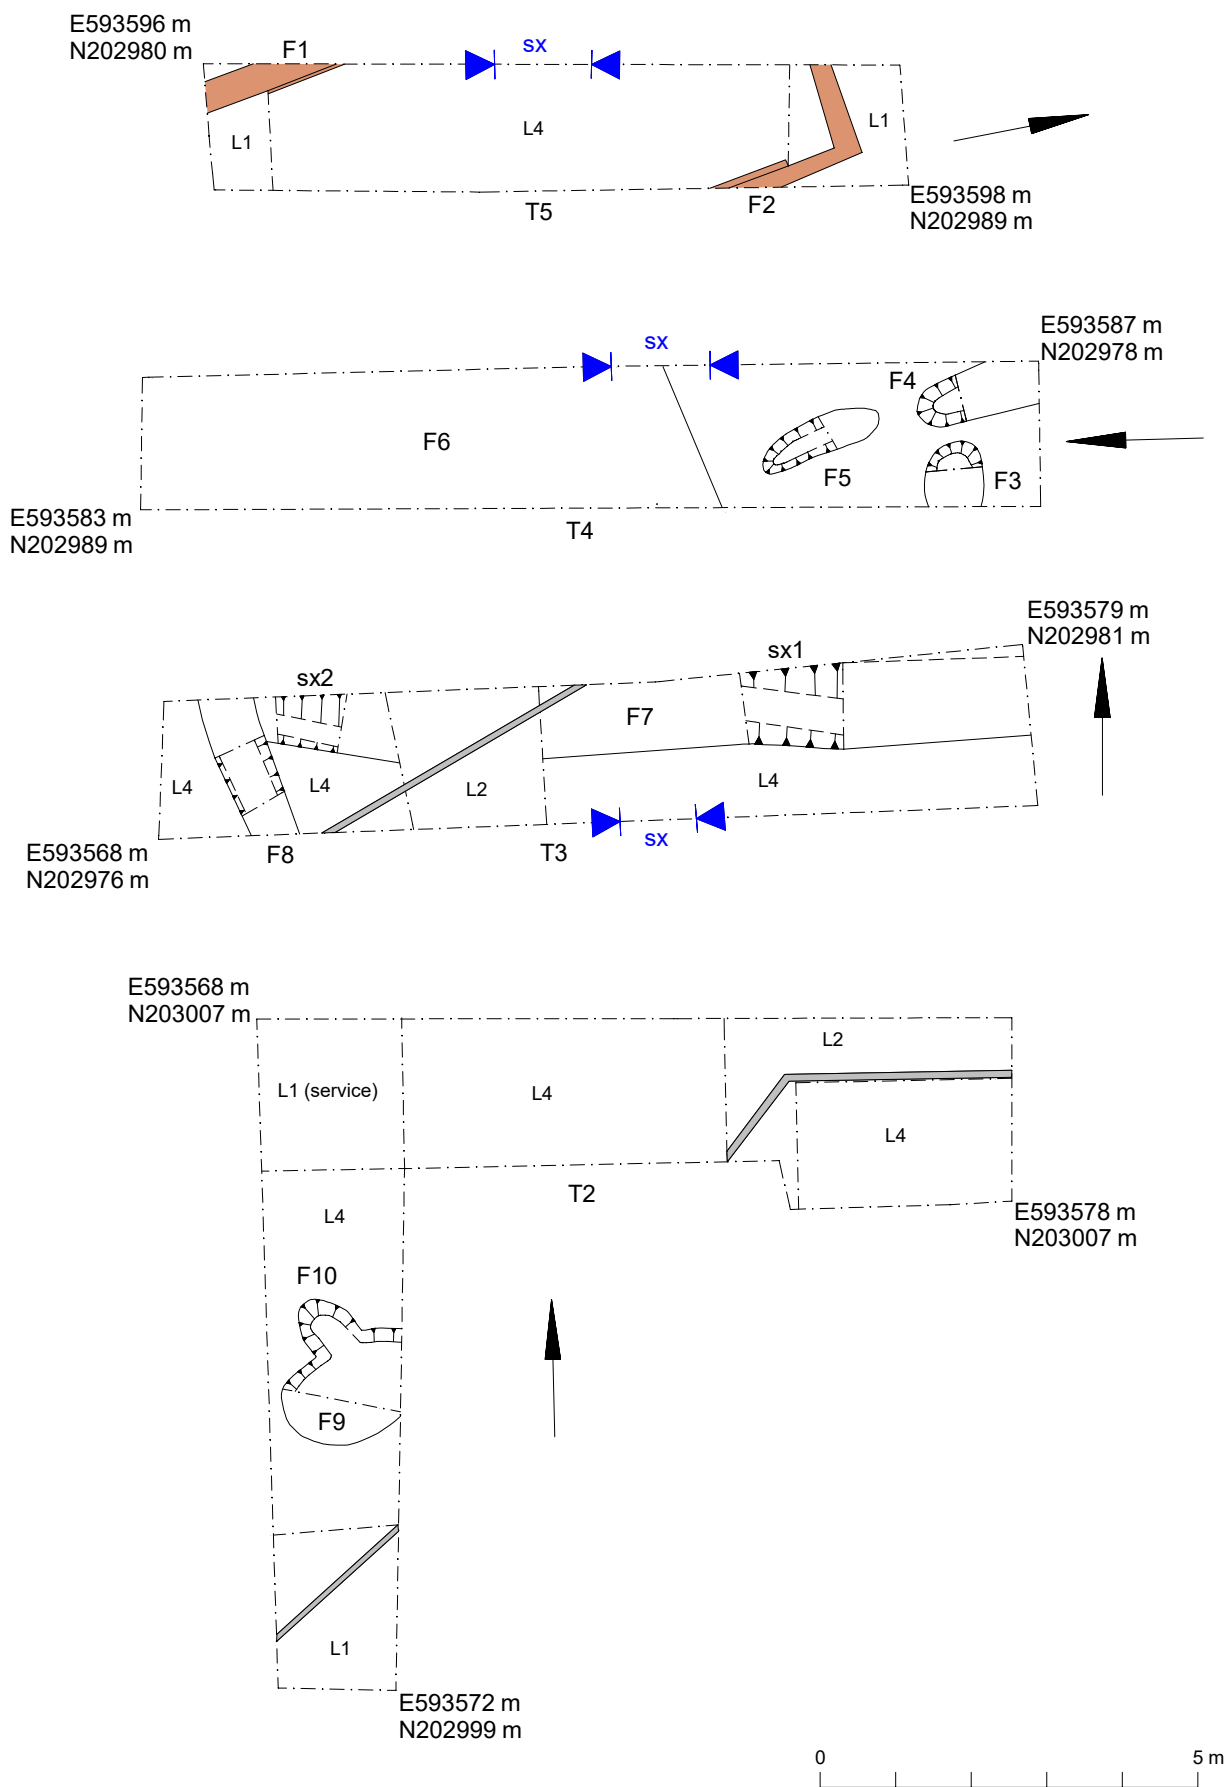 E593596 m
N202980 m
F1
sx
L1
L4
L1
T5
F2
E593598 m
N202989 m
E593587 m
N202978 m
sx
F4
F6
F5
F3
E593583 m
N202989 m
T4
E593579 m
N202981 m
sx1
sx2
F7
L4
L4
L2
L4
sx
F8
T3
E593568 m
N202976 m
E593568 m
N203007 m
L2
L1 (service)
L4
L4
T2
L4
E593578 m
N203007 m
F10
F9
L1
E593572 m
N202999 m
0
5 m